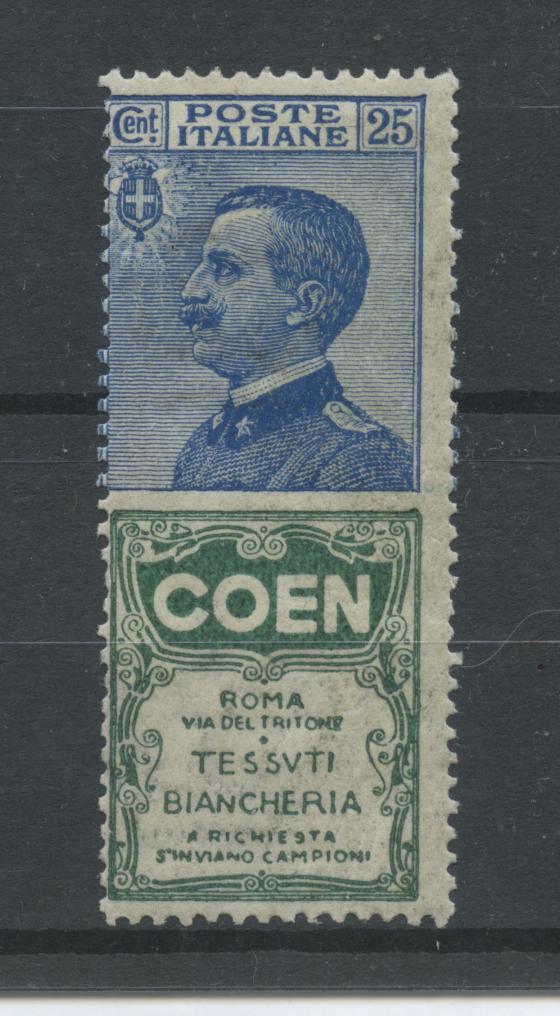 Cent. POSTE ITALIANE 25
COEN
ROMA
VIA DEL TRITONE
TESSVTI
BIANCHERIA
A RICHIESTA
S'INVIANO CAMPIONI